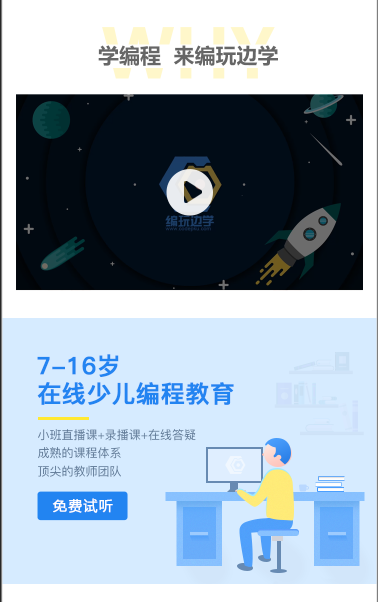 WHY
学编程 来编玩边学
编玩边学
7-16岁
在线少儿编程教育
小班直播课+录播课+在线答疑
成熟的课程体系
顶尖的教师团队
免费试听